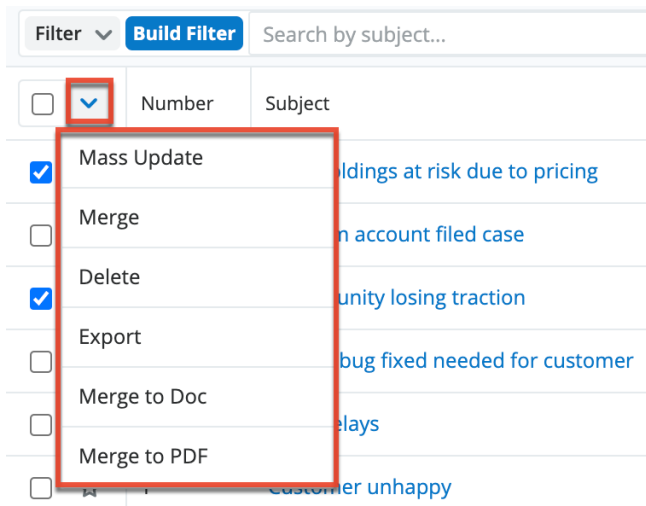 Filter
Build Filter
Search by subject...
Number
Subject
Mass Update
ldings at risk due to pricing
Merge
account filed case
Delete
unity losing traction
Export
bug fixed needed for customer
Merge to Doc
elays
Merge to PDF
Customer unhappy